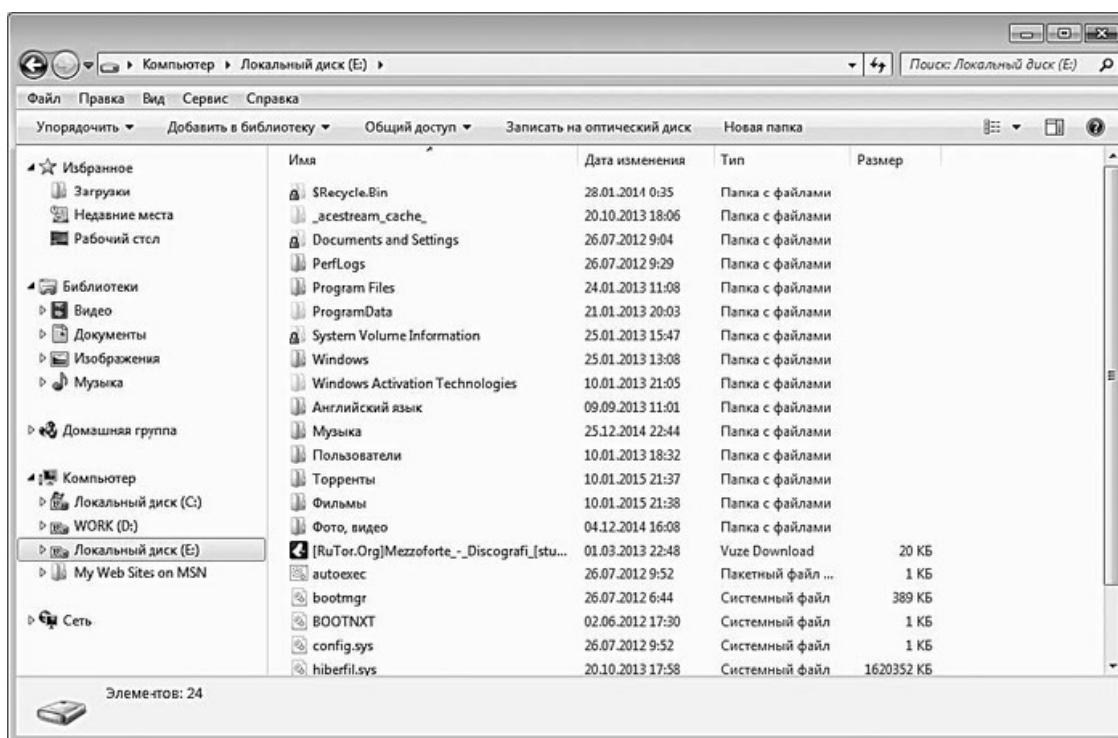 Компьютер Локальный диск (E:) Поиск: Локальный диск (E:)
Файл Правка Вид Сервис Справка
Упорядочить Добавить в библиотеку Общий доступ Записать на оптический диск Новая папка
Избранное
Загрузки
Недавние места
Рабочий стол
Библиотеки
Видео
Документы
Изображения
Музыка
Домашняя группа
Компьютер
Локальный диск (C:)
WORK (D:)
Локальный диск (E:)
My Web Sites on MSN
Сеть
Имя Дата изменения Тип Размер
$Recycle.Bin 28.01.2014 0:35 Папка с файлами
_acestream_cache_ 20.10.2013 18:06 Папка с файлами
Documents and Settings 26.07.2012 9:04 Папка с файлами
PerfLogs 26.07.2012 9:29 Папка с файлами
Program Files 24.01.2013 11:08 Папка с файлами
ProgramData 21.01.2013 20:03 Папка с файлами
System Volume Information 25.01.2013 15:47 Папка с файлами
Windows 25.01.2013 13:08 Папка с файлами
Windows Activation Technologies 10.01.2013 21:05 Папка с файлами
Английский язык 09.09.2013 11:01 Папка с файлами
Музыка 25.12.2014 22:44 Папка с файлами
Пользователи 10.01.2013 18:32 Папка с файлами
Торренты 10.01.2015 21:37 Папка с файлами
Фильмы 10.01.2015 21:38 Папка с файлами
Фото, видео 04.12.2014 16:08 Папка с файлами
[RuTor.Org]Mezzoforte_-_Discografi_[stu... 01.03.2013 22:48 Vuze Download 20 КБ
autoexec 26.07.2012 9:52 Пакетный файл ... 1 КБ
bootmgr 26.07.2012 6:44 Системный файл 389 КБ
BOOTNXT 02.06.2012 17:30 Системный файл 1 КБ
config.sys 26.07.2012 9:52 Системный файл 1 КБ
hiberfil.sys 20.10.2013 17:58 Системный файл 1620352 КБ
Элементов: 24